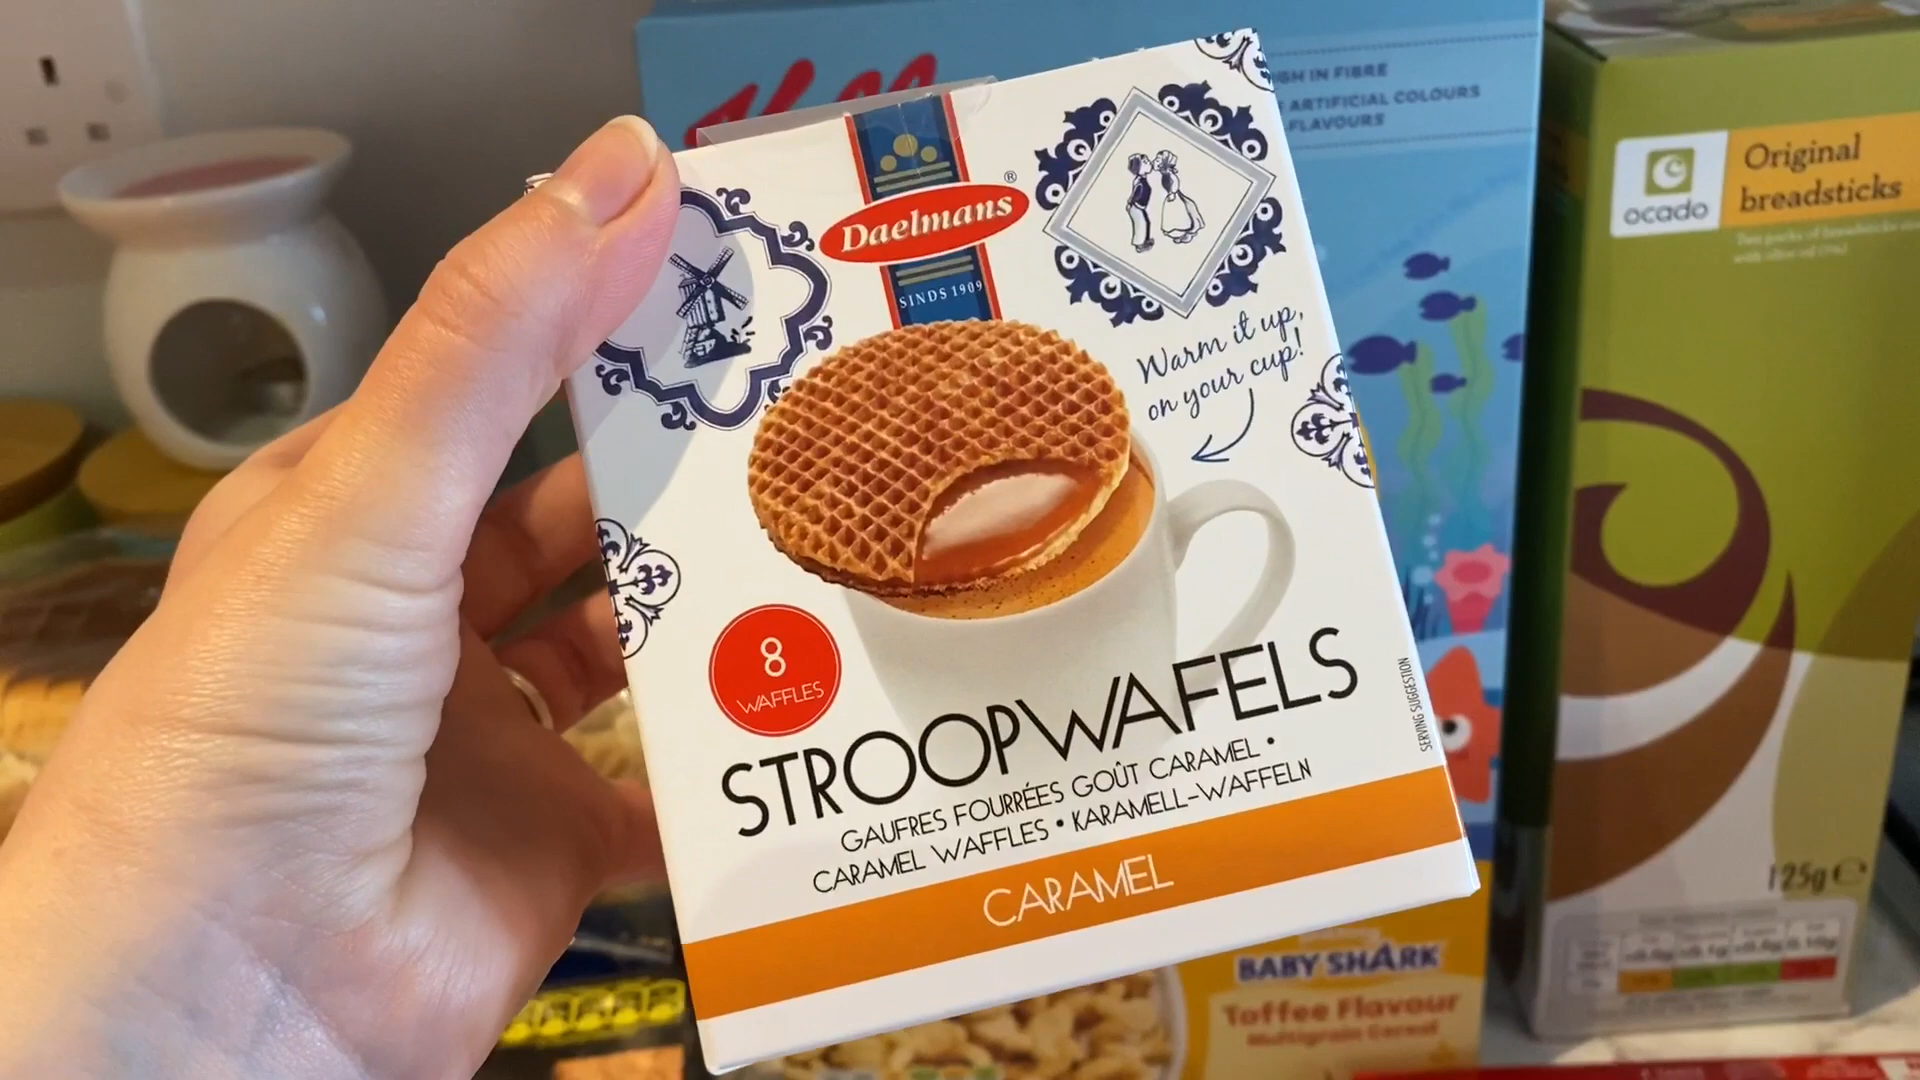 Daelmans®
SINDS 1909
Warm it up,
on your cup!
8
WAFFLES
STROOPWAFELS
GAUFRES FOURRÉES GOÛT CARAMEL •
CARAMEL WAFFLES • KARAMELL-WAFFELN
CARAMEL
SERVING SUGGESTION
HIGH IN FIBRE
ARTIFICIAL COLOURS
FLAVOURS
BABY SHARK
Toffee Flavour
Multigrain Cereal
ocado
Original
breadsticks
125g ℮